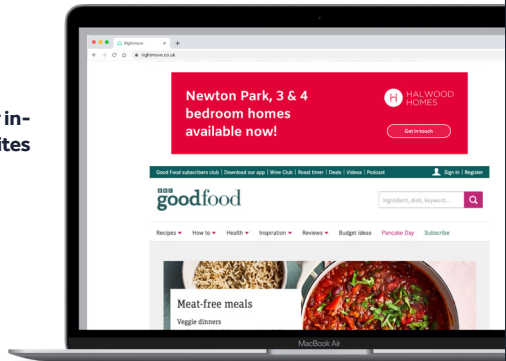 in-
ites
Rightmove
rightmove.co.uk
Newton Park, 3 & 4
bedroom homes
available now!
H HALWOOD
HOMES
Get in touch
Good Food subscribers club | Download our app | Wine Club | Roast timer | Deals | Videos | Podcast
Sign in | Register
BBC
goodfood
Ingredient, dish, keyword...
Recipes How to Health Inspiration Reviews Budget ideas Pancake Day Subscribe
Meat-free meals
Veggie dinners
MacBook Air